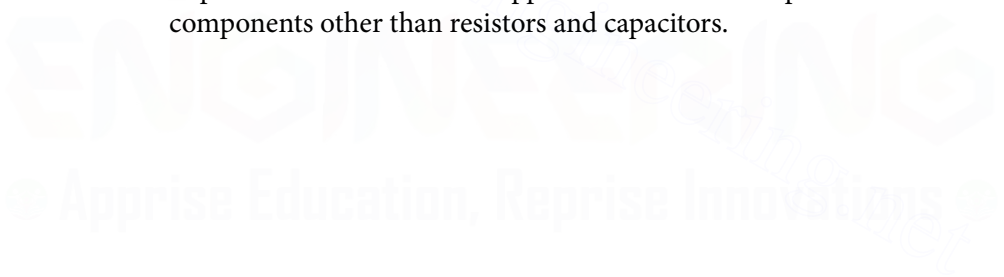 components other than resistors and capacitors.
ENGINEERING
Apprise Education, Reprise Innovations